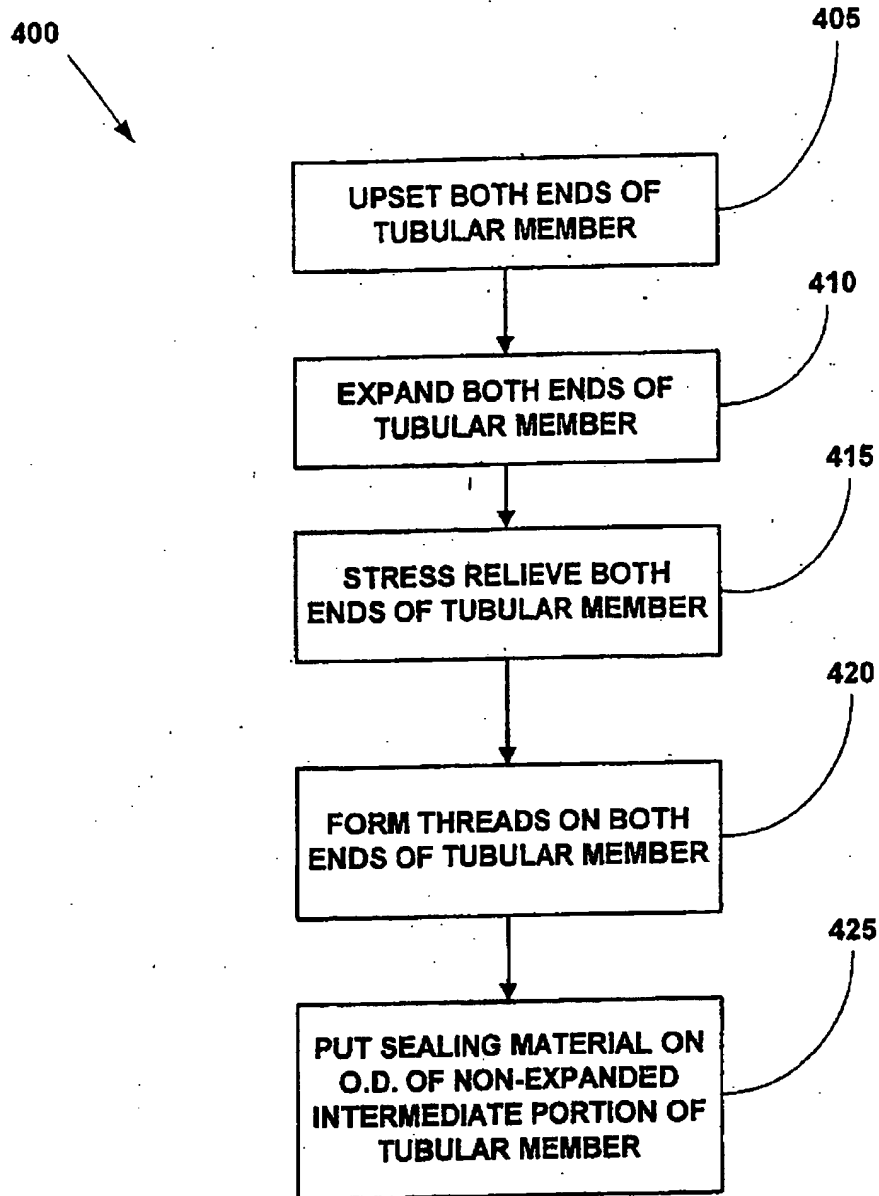 400
405
UPSET BOTH ENDS OF
TUBULAR MEMBER
410
EXPAND BOTH ENDS OF
TUBULAR MEMBER
415
STRESS RELIEVE BOTH
ENDS OF TUBULAR MEMBER
420
FORM THREADS ON BOTH
ENDS OF TUBULAR MEMBER
425
PUT SEALING MATERIAL ON
O.D. OF NON-EXPANDED
INTERMEDIATE PORTION OF
TUBULAR MEMBER